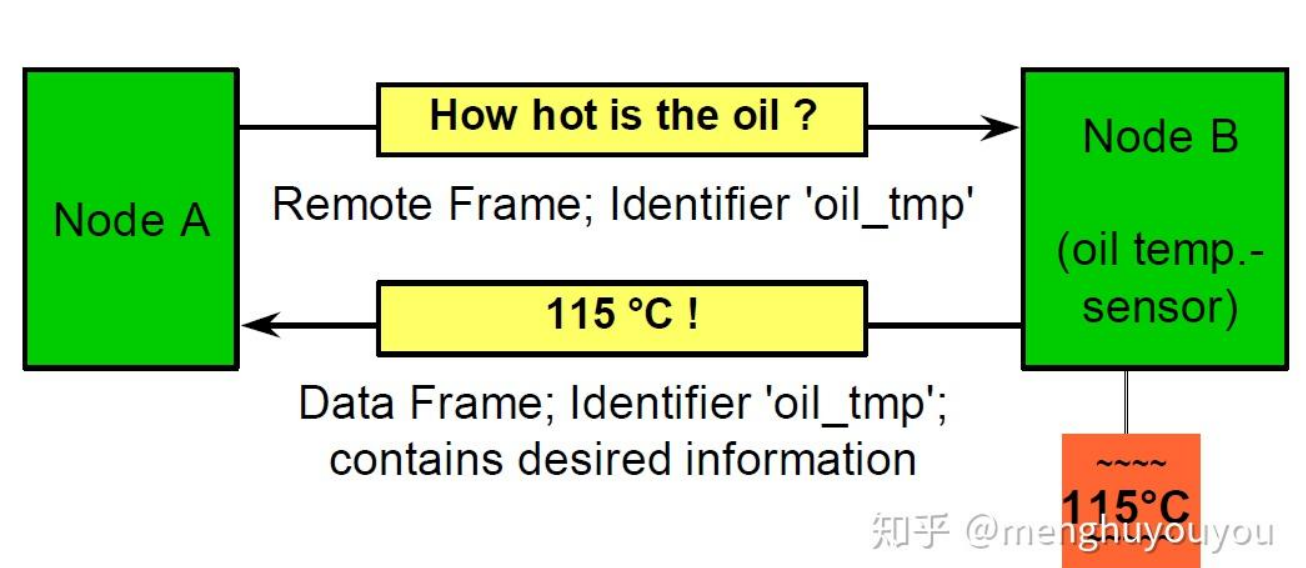 How hot is the oil ?
Node A
Remote Frame; Identifier 'oil_tmp'
Node B
(oil temp.-
sensor)
115 °C !
Data Frame; Identifier 'oil_tmp';
contains desired information
~~~~
115°C
~~~~
知乎 @menghuyouyou